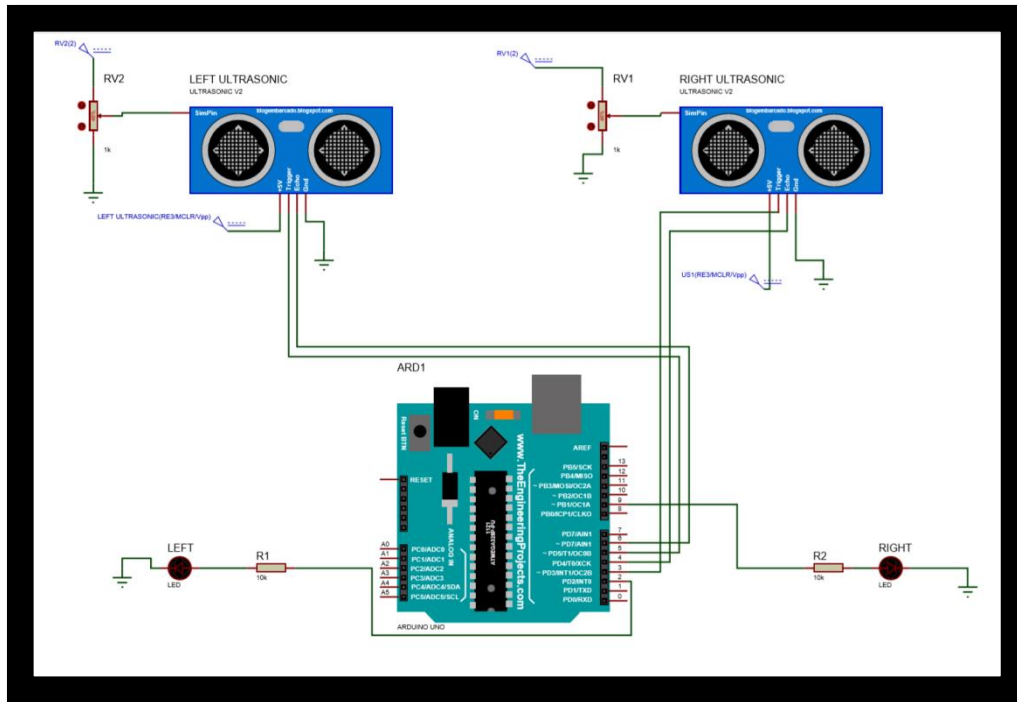 RV2(2)
RV2
1k
LEFT ULTRASONIC
ULTRASONIC V2
SimPin
blogembarcado.blogspot.com
+5V
Trigger
Echo
Gnd
LEFT ULTRASONIC(RE3/MCLR/Vpp)
RV1(2)
RV1
1k
RIGHT ULTRASONIC
ULTRASONIC V2
SimPin
blogembarcado.blogspot.com
+5V
Trigger
Echo
Gnd
US1(RE3/MCLR/Vpp)
ARD1
Reset BTN
ON
www.TheEngineeringProjects.com
ANALOG IN
RESET
A0 PC0/ADC0
A1 PC1/ADC1
A2 PC2/ADC2
A3 PC3/ADC3
A4 PC4/ADC4/SDA
A5 PC5/ADC5/SCL
AREF
PB5/SCK 13
PB4/MISO 12
~ PB3/MOSI/OC2A 11
~ PB2/OC1B 10
~ PB1/OC1A 9
PB0/ICP1/CLKO 8
PD7/AIN1 7
~ PD7/AIN1 6
~ PD5/T1/OC0B 5
PD4/T0/XCK 4
~ PD3/INT1/OC2B 3
PD2/INT0 2
PD1/TXD 1
PD0/RXD 0
ARDUINO UNO
LEFT
LED
R1
10k
R2
10k
RIGHT
LED